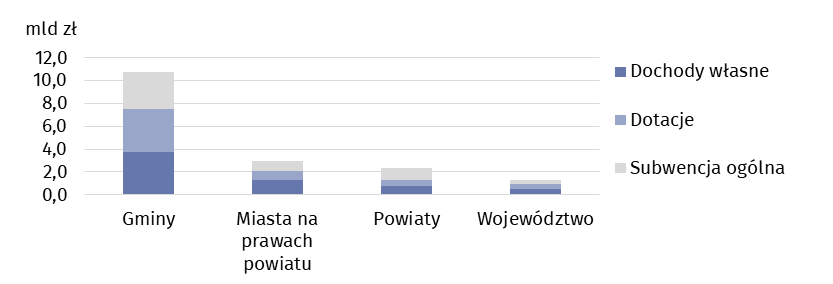 mld zł
12,0
10,0
8,0
6,0
4,0
2,0
0,0
Gminy
Miasta na
prawach
powiatu
Powiaty
Województwo
Dochody własne
Dotacje
Subwencja ogólna